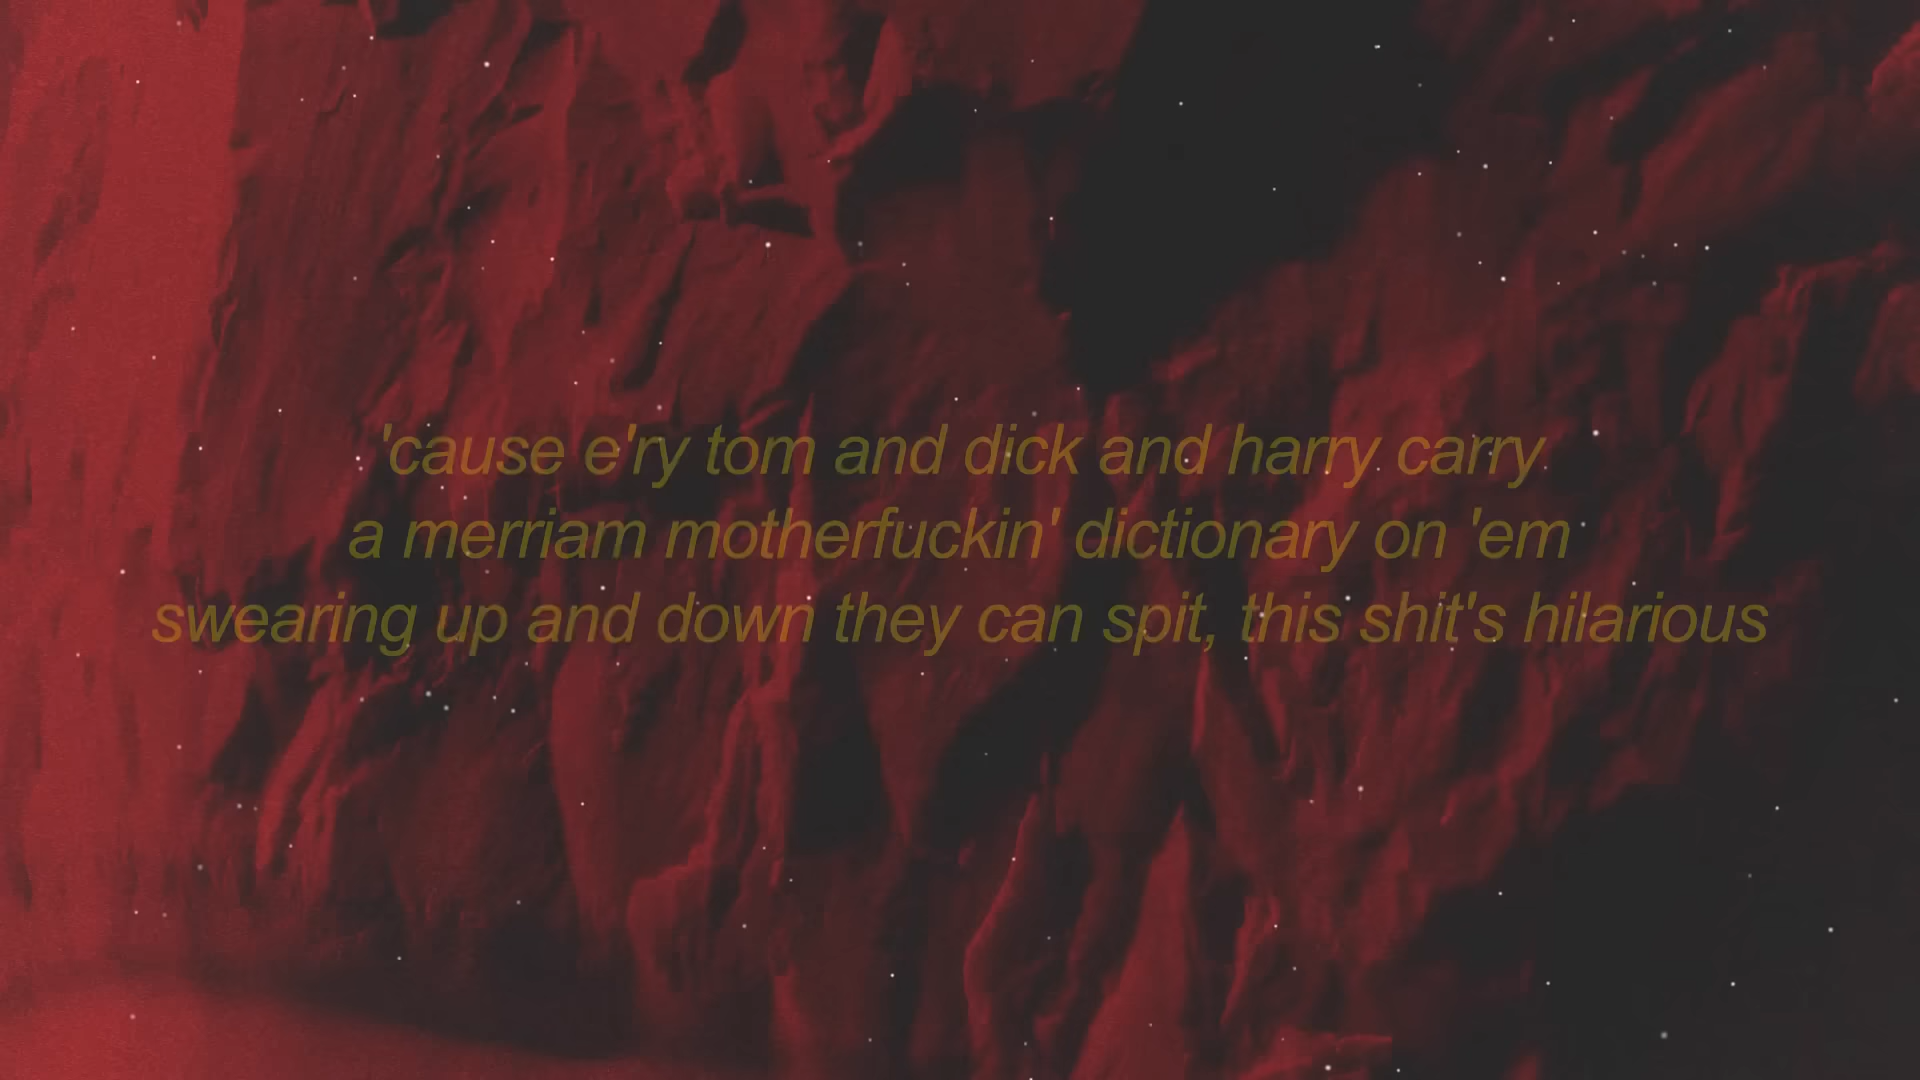 'cause e'ry tom and dick and harry carry
a merriam motherfuckin' dictionary on 'em
swearing up and down they can spit, this shit's hilarious